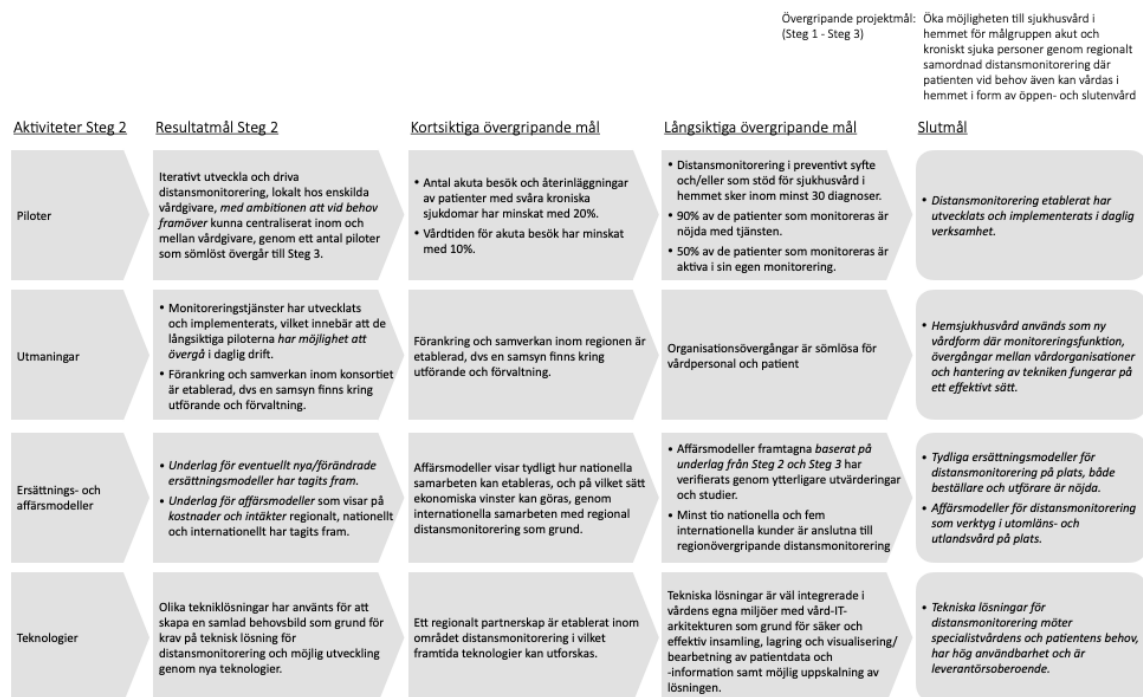 Övergripande projektmål:
(Steg 1 - Steg 3)
Öka möjligheten till sjukhusvård i
hemmet för målgruppen akut och
kroniskt sjuka personer genom regionalt
samordnad distansmonitorering där
patienten vid behov även kan vårdas i
hemmet i form av öppen- och slutenvård
Aktiviteter Steg 2
Resultatmål Steg 2
Kortsiktiga övergripande mål
Långsiktiga övergripande mål
Slutmål
Piloter
Iterativt utveckla och driva
distansmonitorering, lokalt hos enskilda
vårdgivare, med ambitionen att vid behov
framöver kunna centraliserat inom och
mellan vårdgivare, genom ett antal piloter
som sömlöst övergår till Steg 3.
• Antal akuta besök och återinläggningar
av patienter med svåra kroniska
sjukdomar har minskat med 20%.
• Vårdtiden för akuta besök har minskat
med 10%.
• Distansmonitorering i preventivt syfte
och/eller som stöd för sjukhusvård i
hemmet sker inom minst 30 diagnoser.
• 90% av de patienter som monitoreras är
nöjda med tjänsten.
• 50% av de patienter som monitoreras är
aktiva i sin egen monitorering.
• Distansmonitorering etablerat har
utvecklats och implementerats i daglig
verksamhet.
Utmaningar
• Monitoreringstjänster har utvecklats
och implementerats, vilket innebär att de
långsiktiga piloterna har möjlighet att
övergå i daglig drift.
• Förankring och samverkan inom konsortiet
är etablerad, dvs en samsyn finns kring
utförande och förvaltning.
Förankring och samverkan inom regionen är
etablerad, dvs en samsyn finns kring
utförande och förvaltning.
Organisationsövergångar är sömlösa för
vårdpersonal och patient
• Hemsjukhusvård används som ny
vårdform där monitoreringsfunktion,
övergångar mellan vårdorganisationer
och hantering av tekniken fungerar på
ett effektivt sätt.
Ersättnings- och
affärsmodeller
• Underlag för eventuellt nya/förändrade
ersättningsmodeller har tagits fram.
• Underlag för affärsmodeller som visar på
kostnader och intäkter regionalt, nationellt
och internationellt har tagits fram.
Affärsmodeller visar tydligt hur nationella
samarbeten kan etableras, och på vilket sätt
ekonomiska vinster kan göras, genom
internationella samarbeten med regional
distansmonitorering som grund.
• Affärsmodeller framtagna baserat på
underlag från Steg 2 och Steg 3 har
verifierats genom ytterligare utvärderingar
och studier.
• Minst tio nationella och fem
internationella kunder är anslutna till
regionövergripande distansmonitorering
• Tydliga ersättningsmodeller för
distansmonitorering på plats, både
beställare och utförare är nöjda.
• Affärsmodeller för distansmonitorering
som verktyg i utomläns- och
utlandsvård på plats.
Teknologier
Olika tekniklösningar har använts för att
skapa en samlad behovsbild som grund för
krav på teknisk lösning för
distansmonitorering och möjlig utveckling
genom nya teknologier.
Ett regionalt partnerskap är etablerat inom
området distansmonitorering i vilket
framtida teknologier kan utforskas.
Tekniska lösningar är väl integrerade i
vårdens egna miljöer med vård-IT-
arkitekturen som grund för säker och
effektiv insamling, lagring och visualisering/
bearbetning av patientdata och
-information samt möjlig uppskalning av
lösningen.
• Tekniska lösningar för
distansmonitorering möter
specialistvårdens och patientens behov,
har hög användbarhet och är
leverantörsoberoende.